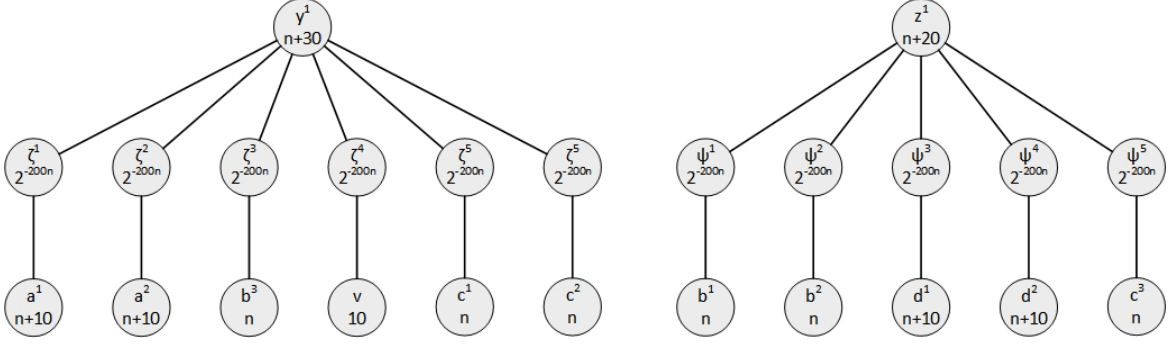 y¹ z¹
n+30 n+20
ζ¹ ζ² ζ³ ζ⁴ ζ⁵ ζ⁵ ψ¹ ψ² ψ³ ψ⁴ ψ⁵
2⁻²⁰⁰ⁿ 2⁻²⁰⁰ⁿ 2⁻²⁰⁰ⁿ 2⁻²⁰⁰ⁿ 2⁻²⁰⁰ⁿ 2⁻²⁰⁰ⁿ 2⁻²⁰⁰ⁿ 2⁻²⁰⁰ⁿ 2⁻²⁰⁰ⁿ 2⁻²⁰⁰ⁿ 2⁻²⁰⁰ⁿ
a¹ a² b³ v c¹ c² b¹ b² d¹ d² c³
n+10 n+10 n 10 n n n n n+10 n+10 n